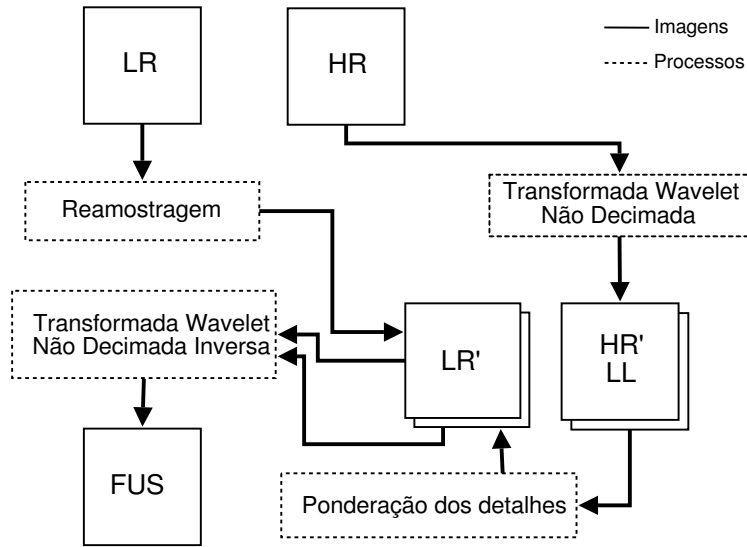 LR
HR
Imagens
Processos
Reamostragem
Transformada Wavelet
Não Decimada
Transformada Wavelet
Não Decimada Inversa
LR'
HR'
LL
FUS
Ponderação dos detalhes